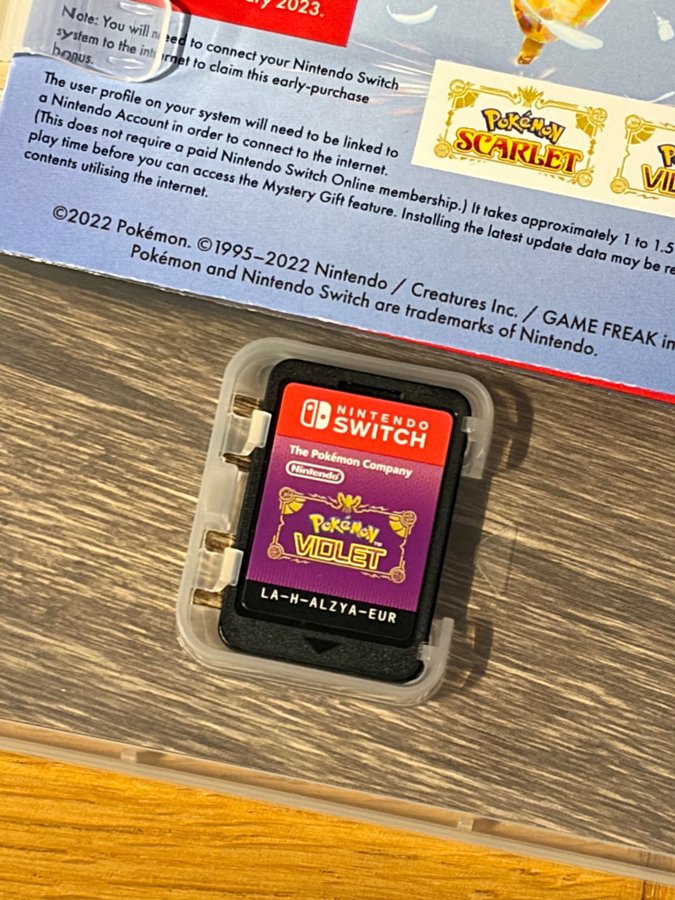 ry 2023.
Note: You will need to connect your Nintendo Switch
system to the internet to claim this early-purchase
bonus.
The user profile on your system will need to be linked to
a Nintendo Account in order to connect to the internet.
(This does not require a paid Nintendo Switch Online membership.) It takes approximately 1 to 1.5
play time before you can access the Mystery Gift feature. Installing the latest update data may be re
contents utilising the internet.
©2022 Pokémon. ©1995–2022 Nintendo / Creatures Inc. / GAME FREAK in
Pokémon and Nintendo Switch are trademarks of Nintendo.
POKéMON
SCARLET
P
VIO
NINTENDO
SWITCH
The Pokémon Company
Nintendo
POKéMON
VIOLET
LA-H-ALZYA-EUR